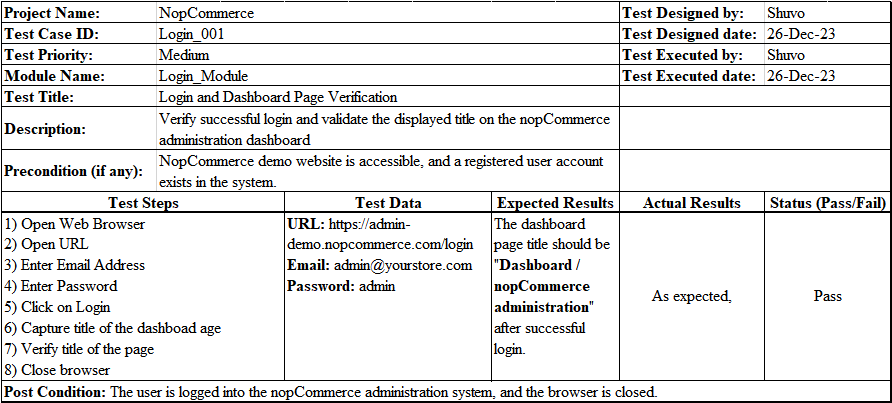 Project Name: NopCommerce Test Designed by: Shuvo
Test Case ID: Login_001 Test Designed date: 26-Dec-23
Test Priority: Medium Test Executed by: Shuvo
Module Name: Login_Module Test Executed date: 26-Dec-23
Test Title: Login and Dashboard Page Verification
Description: Verify successful login and validate the displayed title on the nopCommerce
administration dashboard
Precondition (if any): NopCommerce demo website is accessible, and a registered user account
exists in the system.
Test Steps Test Data Expected Results Actual Results Status (Pass/Fail)
1) Open Web Browser
2) Open URL
3) Enter Email Address
4) Enter Password
5) Click on Login
6) Capture title of the dashboad age
7) Verify title of the page
8) Close browser
URL: https://admin-
demo.nopcommerce.com/login
Email: admin@yourstore.com
Password: admin
The dashboard
page title should be
"Dashboard /
nopCommerce
administration"
after successful
login.
As expected,
Pass
Post Condition: The user is logged into the nopCommerce administration system, and the browser is closed.